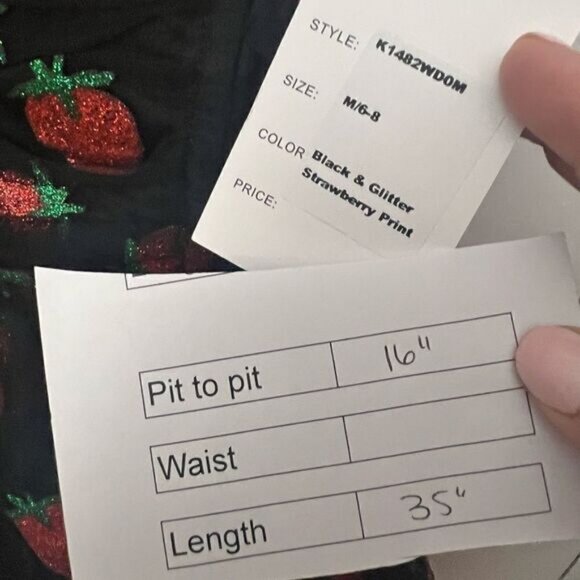 STYLE: K1482WD0M
SIZE: M/6-8
COLOR Black & Glitter
Strawberry Print
PRICE:
Pit to pit 16"
Waist
Length 35"